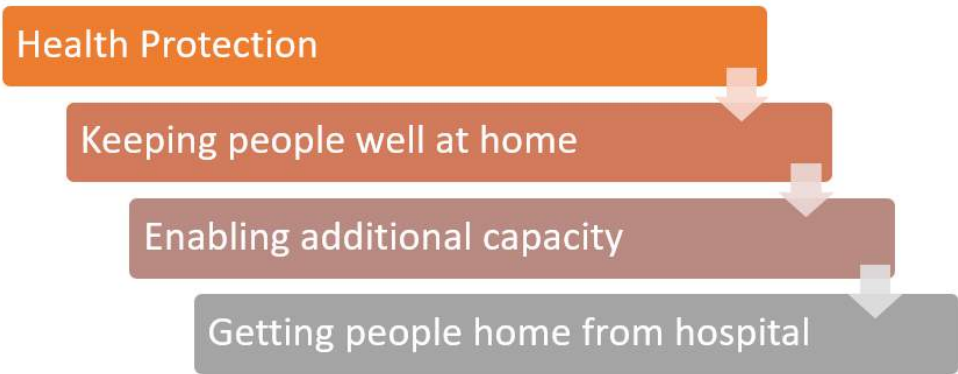 Health Protection
Keeping people well at home
Enabling additional capacity
Getting people home from hospital